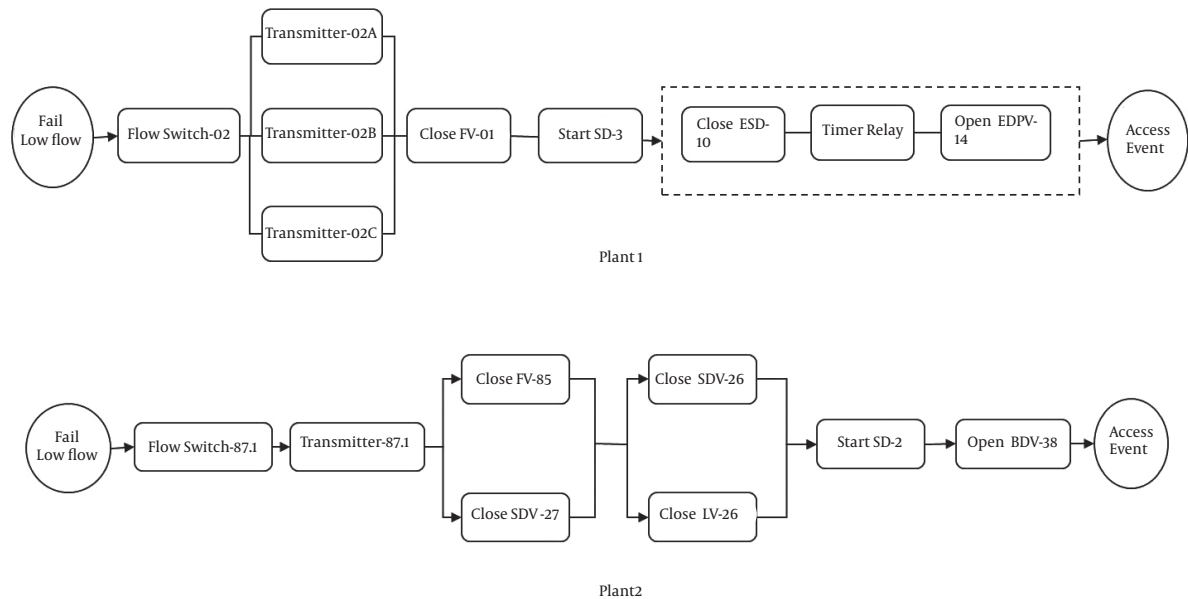 Transmitter-02A
Fail
Low flow
Flow Switch-02
Transmitter-02B
Close FV-01
Start SD-3
Close ESD-
10
Timer Relay
Open EDPV-
14
Access
Event
Transmitter-02C
Plant 1
Close FV-85
Close SDV-26
Fail
Low flow
Flow Switch-87.1
Transmitter-87.1
Start SD-2
Open BDV-38
Access
Event
Close SDV -27
Close LV-26
Plant2